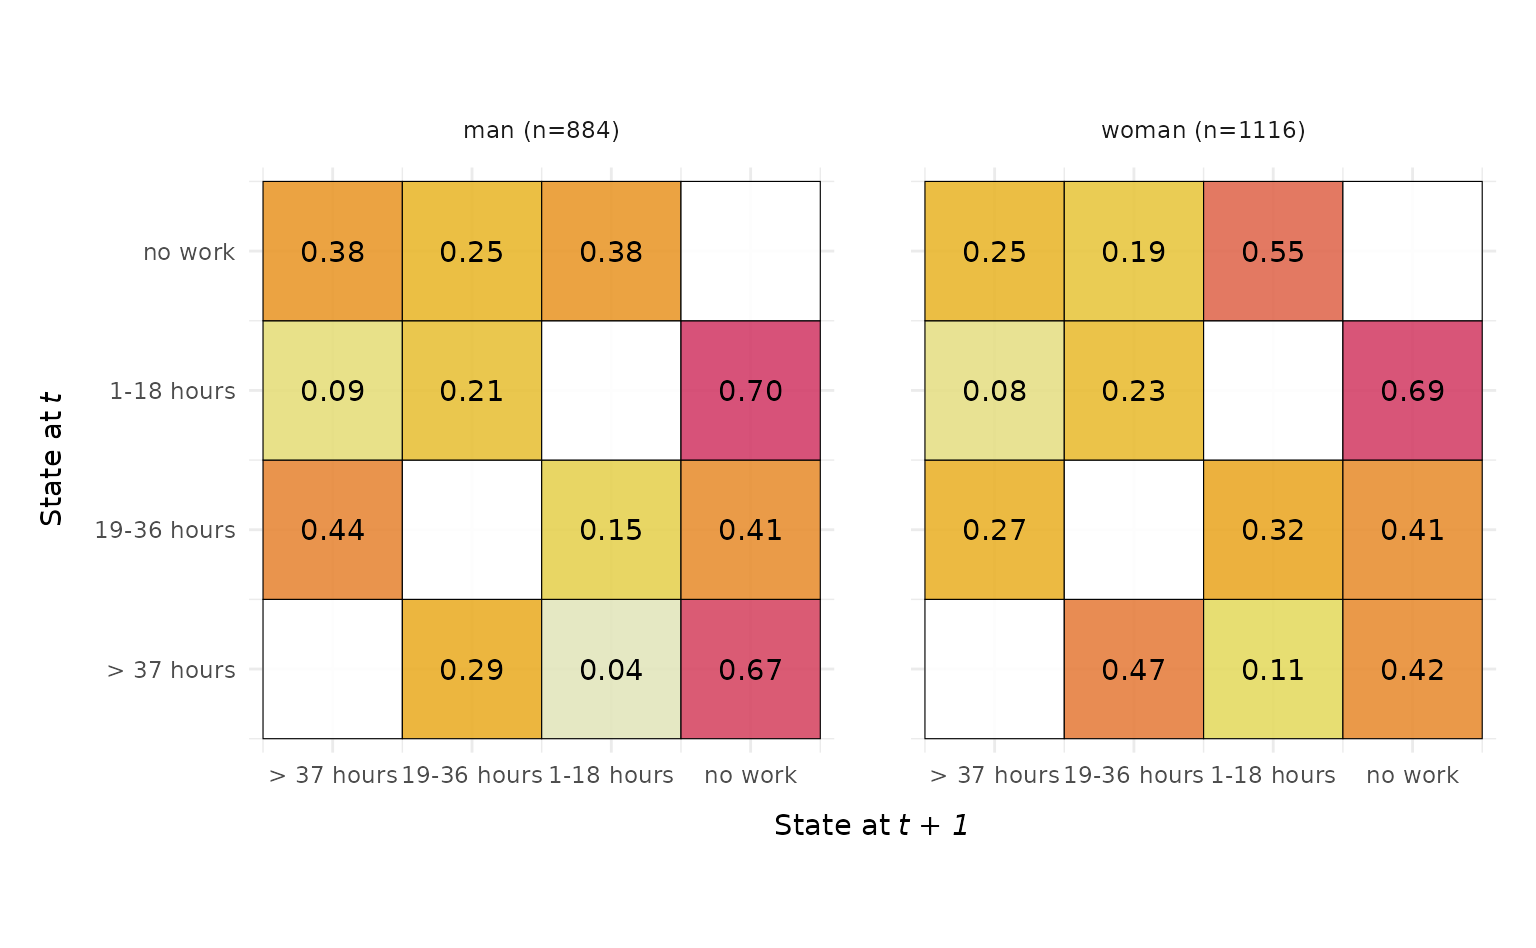 man (n=884)
woman (n=1116)
State at t
no work
0.38
0.25
0.38
0.25
0.19
0.55
1-18 hours
0.09
0.21
0.70
0.08
0.23
0.69
19-36 hours
0.44
0.15
0.41
0.27
0.32
0.41
> 37 hours
0.29
0.04
0.67
0.47
0.11
0.42
> 37 hours
19-36 hours
1-18 hours
no work
> 37 hours
19-36 hours
1-18 hours
no work
State at t + 1